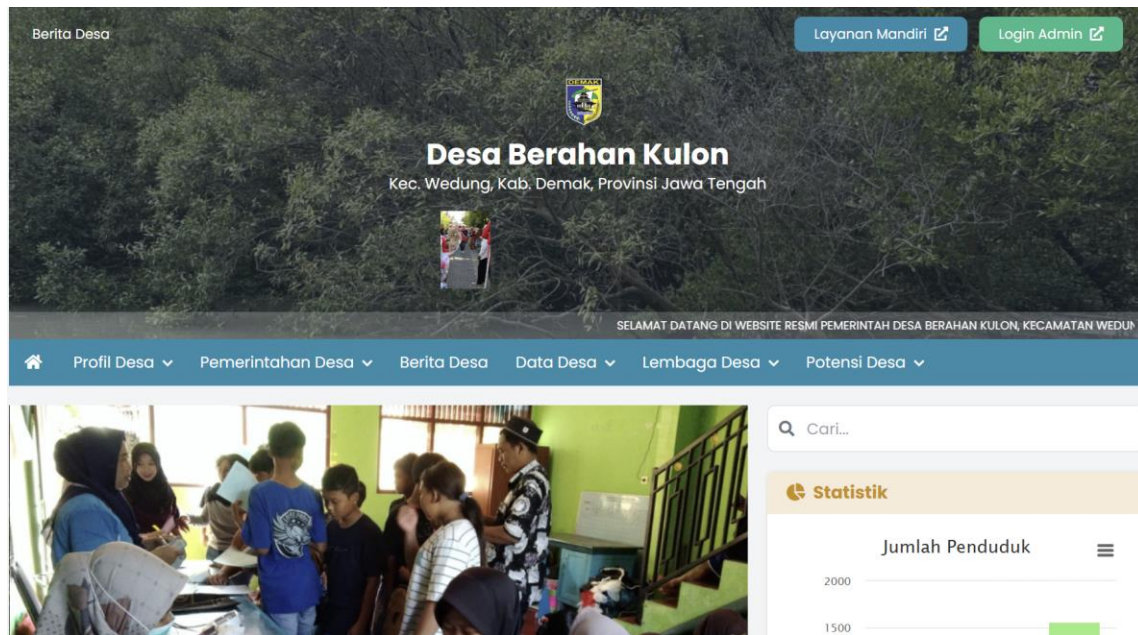 Berita Desa
Layanan Mandiri
Login Admin
DEMAK
Desa Berahan Kulon
Kec. Wedung, Kab. Demak, Provinsi Jawa Tengah
SELAMAT DATANG DI WEBSITE RESMI PEMERINTAH DESA BERAHAN KULON, KECAMATAN WEDUN
Profil Desa
Pemerintahan Desa
Berita Desa
Data Desa
Lembaga Desa
Potensi Desa
Cari...
Statistik
Jumlah Penduduk
2000
1500